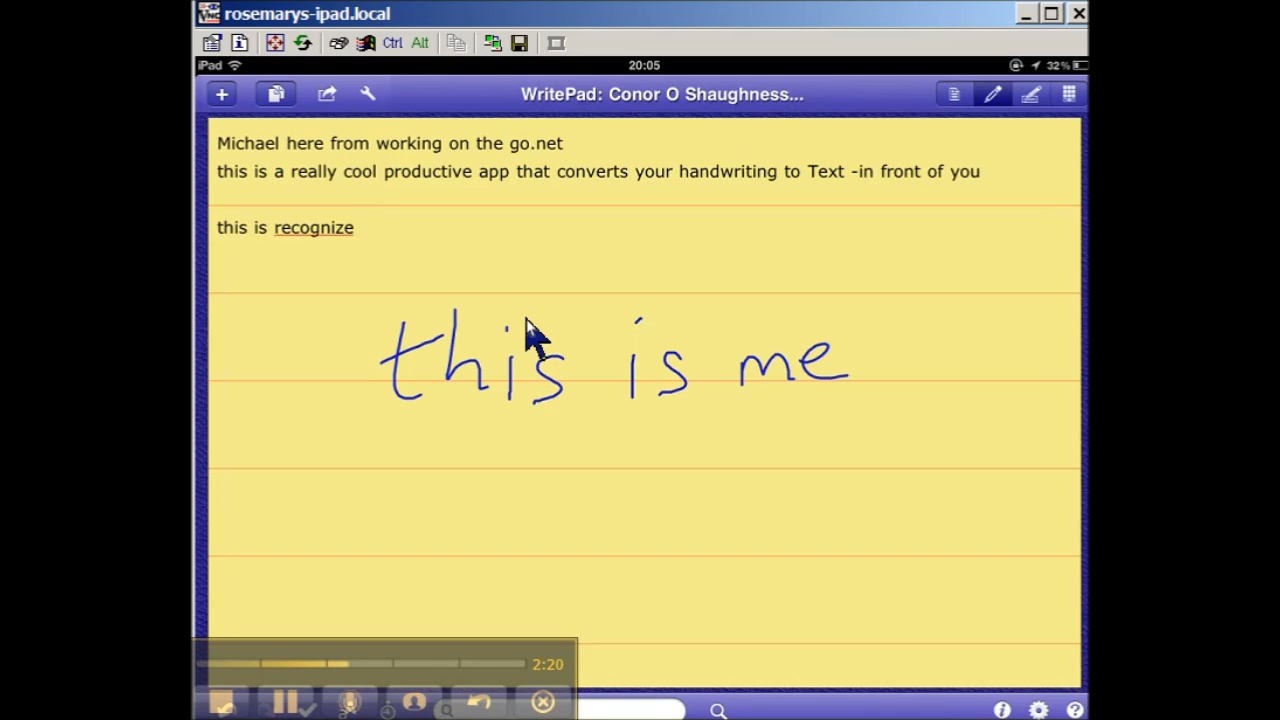 rosemarys-ipad.local
Ctrl Alt
iPad 20:05 32%
WritePad: Conor O Shaughness...
Michael here from working on the go.net
this is a really cool productive app that converts your handwriting to Text -in front of you
this is recognize
this is me
2:20